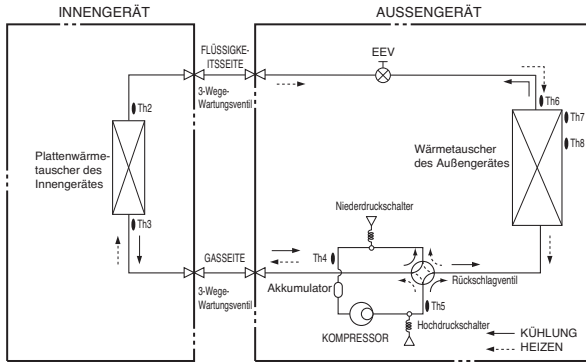 INNENGERÄT
AUSSENGERÄT
FLÜSSIGKE-
ITSSEITE
3-Wege-
Wartungsventil
EEV
Th2
Th6
Th7
Th8
Plattenwärme-
tauscher des
Innengerätes
Wärmetauscher
des Außengerätes
Th3
Niederdruckschalter
GASSEITE
3-Wege-
Wartungsventil
Th4
Rückschlagventil
Akkumulator
Th5
KOMPRESSOR
Hochdruckschalter
KÜHLUNG
HEIZEN